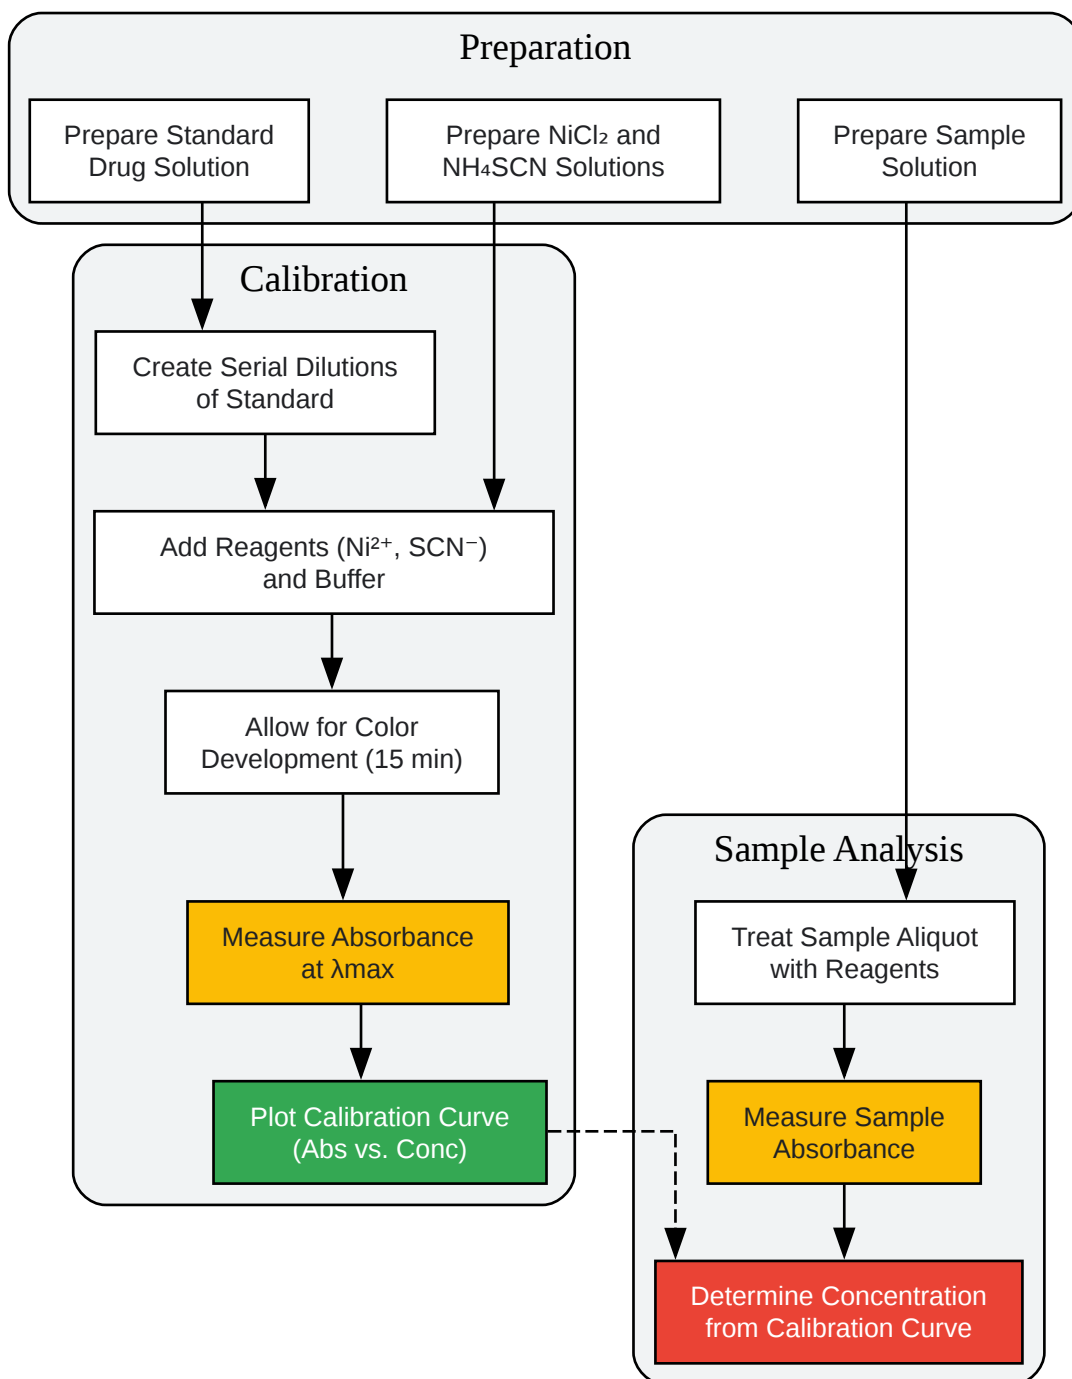 Preparation
Prepare Standard
Drug Solution
Prepare NiCl₂ and
NH₄SCN Solutions
Prepare Sample
Solution
Calibration
Create Serial Dilutions
of Standard
Add Reagents (Ni²⁺, SCN⁻)
and Buffer
Allow for Color
Development (15 min)
Measure Absorbance
at λmax
Plot Calibration Curve
(Abs vs. Conc)
Sample Analysis
Treat Sample Aliquot
with Reagents
Measure Sample
Absorbance
Determine Concentration
from Calibration Curve